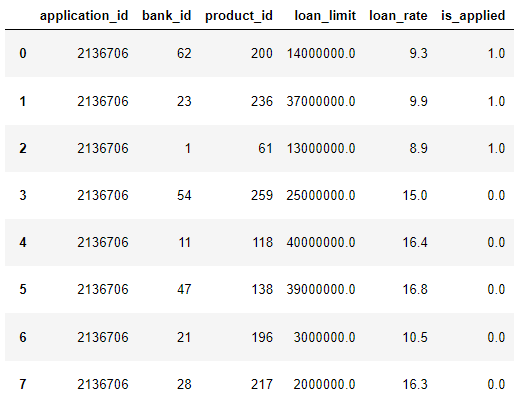 application_id bank_id product_id loan_limit loan_rate is_applied
0 2136706 62 200 14000000.0 9.3 1.0
1 2136706 23 236 37000000.0 9.9 1.0
2 2136706 1 61 13000000.0 8.9 1.0
3 2136706 54 259 25000000.0 15.0 0.0
4 2136706 11 118 40000000.0 16.4 0.0
5 2136706 47 138 39000000.0 16.8 0.0
6 2136706 21 196 3000000.0 10.5 0.0
7 2136706 28 217 2000000.0 16.3 0.0